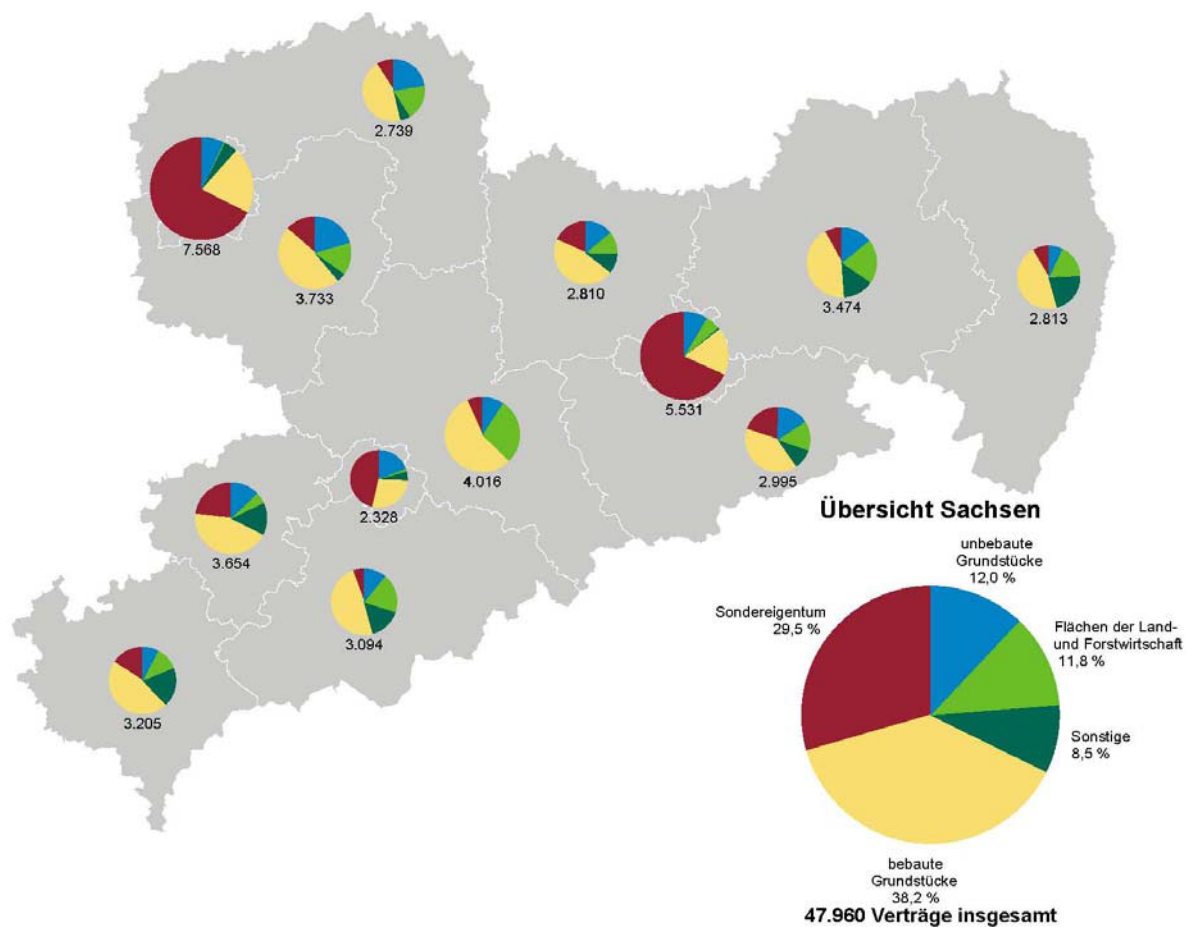 2.739
7.568
3.733
2.810
3.474
2.813
5.531
4.016
2.995
2.328
3.654
3.094
3.205
Übersicht Sachsen
unbebaute
Grundstücke
12,0 %
Sondereigentum
29,5 %
Flächen der Land-
und Forstwirtschaft
11,8 %
Sonstige
8,5 %
bebaute
Grundstücke
38,2 %
47.960 Verträge insgesamt